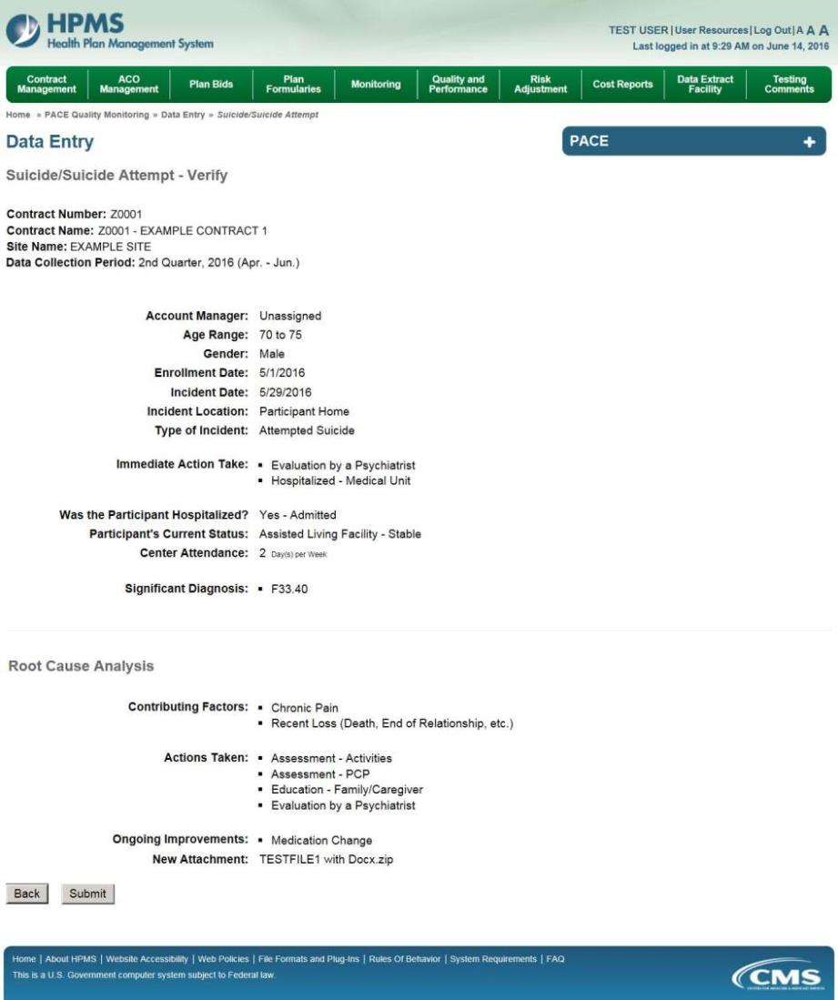 HPMS
Health Plan Management System
TEST USER | User Resources | Log Out | A A A
Last logged in at 9:29 AM on June 14, 2016
Contract Management
ACO Management
Plan Bids
Plan Formularies
Monitoring
Quality and Performance
Risk Adjustment
Cost Reports
Data Extract Facility
Testing Comments
Home » PACE Quality Monitoring » Data Entry » Suicide/Suicide Attempt
Data Entry
PACE +
Suicide/Suicide Attempt - Verify
Contract Number: Z0001
Contract Name: Z0001 - EXAMPLE CONTRACT 1
Site Name: EXAMPLE SITE
Data Collection Period: 2nd Quarter, 2016 (Apr. - Jun.)
Account Manager: Unassigned
Age Range: 70 to 75
Gender: Male
Enrollment Date: 5/1/2016
Incident Date: 5/29/2016
Incident Location: Participant Home
Type of Incident: Attempted Suicide
Immediate Action Take: ▪ Evaluation by a Psychiatrist
▪ Hospitalized - Medical Unit
Was the Participant Hospitalized? Yes - Admitted
Participant's Current Status: Assisted Living Facility - Stable
Center Attendance: 2 Day(s) per Week
Significant Diagnosis: ▪ F33.40
Root Cause Analysis
Contributing Factors: ▪ Chronic Pain
▪ Recent Loss (Death, End of Relationship, etc.)
Actions Taken: ▪ Assessment - Activities
▪ Assessment - PCP
▪ Education - Family/Caregiver
▪ Evaluation by a Psychiatrist
Ongoing Improvements: ▪ Medication Change
New Attachment: TESTFILE1 with Docx.zip
Back Submit
Home | About HPMS | Website Accessibility | Web Policies | File Formats and Plug-Ins | Rules Of Behavior | System Requirements | FAQ
This is a U.S. Government computer system subject to Federal law.
CMS